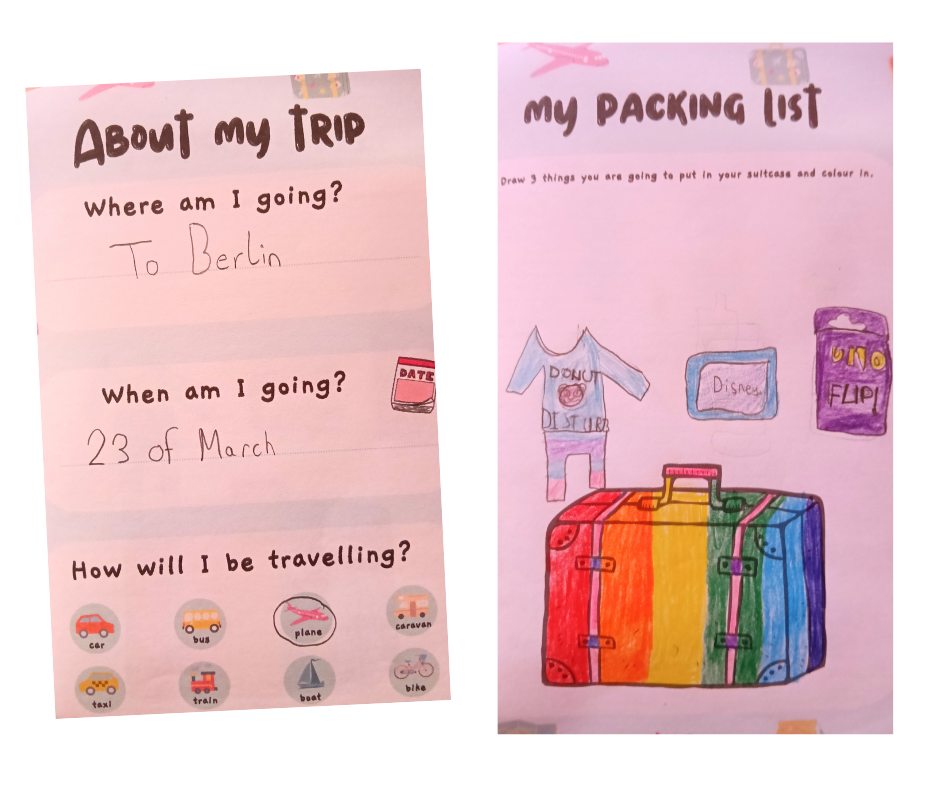 ABOUT MY TRIP
Where am I going?
To Berlin
When am I going?
DATE
23 of March
How will I be travelling?
car
bus
plane
caravan
taxi
train
boat
bike
MY PACKING LIST
Draw 3 things you are going to put in your suitcase and colour in.
DONUT
DISTURB
Disney
UNO
FLIP!